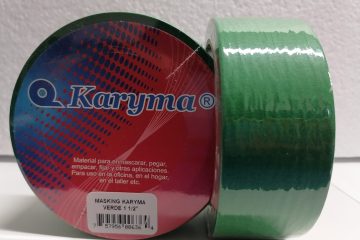 Karyma®
Material para enmascarar, pegar,
empacar, fijar y otras aplicaciones.
Para uso en la oficina, en el hogar,
en el taller etc.
MASKING KARYMA
VERDE 1 1/2"